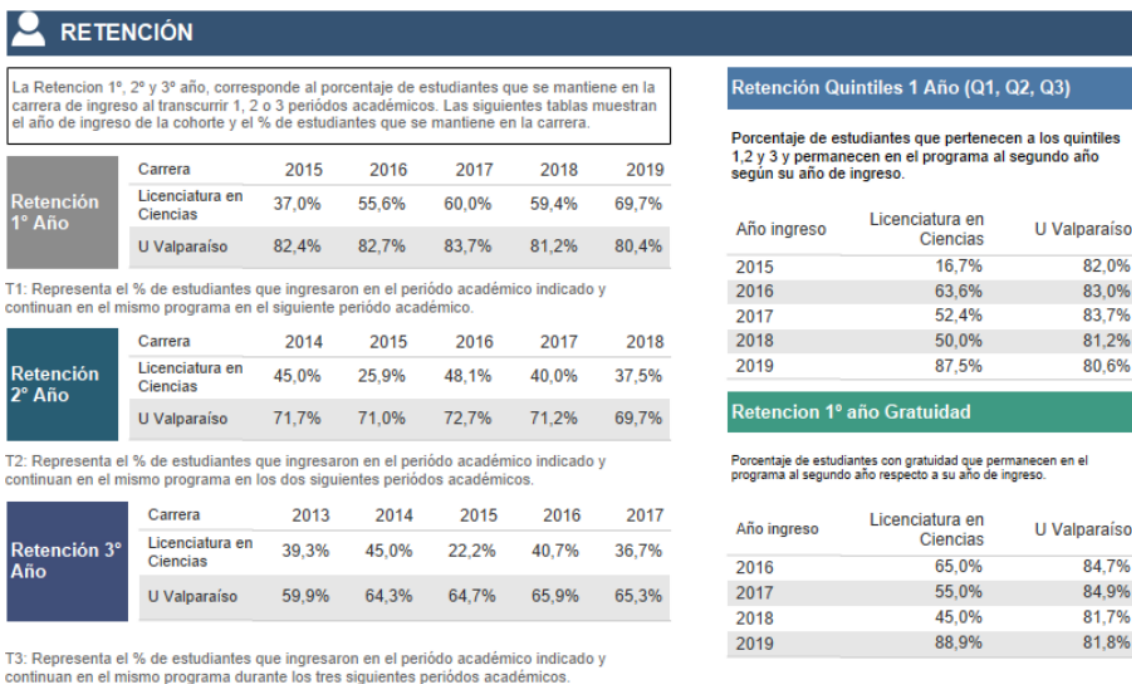 RETENCIÓN
La Retencion 1º, 2º y 3º año, corresponde al porcentaje de estudiantes que se mantiene en la
carrera de ingreso al transcurrir 1, 2 o 3 periódos académicos. Las siguientes tablas muestran
el año de ingreso de la cohorte y el % de estudiantes que se mantiene en la carrera.
Retención
1° Año
Carrera 2015 2016 2017 2018 2019
Licenciatura en
Ciencias 37,0% 55,6% 60,0% 59,4% 69,7%
U Valparaíso 82,4% 82,7% 83,7% 81,2% 80,4%
T1: Representa el % de estudiantes que ingresaron en el periódo académico indicado y
continuan en el mismo programa en el siguiente periódo académico.
Retención
2° Año
Carrera 2014 2015 2016 2017 2018
Licenciatura en
Ciencias 45,0% 25,9% 48,1% 40,0% 37,5%
U Valparaíso 71,7% 71,0% 72,7% 71,2% 69,7%
T2: Representa el % de estudiantes que ingresaron en el periódo académico indicado y
continuan en el mismo programa en los dos siguientes periódos académicos.
Retención 3°
Año
Carrera 2013 2014 2015 2016 2017
Licenciatura en
Ciencias 39,3% 45,0% 22,2% 40,7% 36,7%
U Valparaíso 59,9% 64,3% 64,7% 65,9% 65,3%
T3: Representa el % de estudiantes que ingresaron en el periódo académico indicado y
continuan en el mismo programa durante los tres siguientes periódos académicos.
Retención Quintiles 1 Año (Q1, Q2, Q3)
Porcentaje de estudiantes que pertenecen a los quintiles
1,2 y 3 y permanecen en el programa al segundo año
según su año de ingreso.
Año ingreso Licenciatura en
Ciencias U Valparaíso
2015 16,7% 82,0%
2016 63,6% 83,0%
2017 52,4% 83,7%
2018 50,0% 81,2%
2019 87,5% 80,6%
Retencion 1º año Gratuidad
Porcentaje de estudiantes con gratuidad que permanecen en el
programa al segundo año respecto a su año de ingreso.
Año ingreso Licenciatura en
Ciencias U Valparaíso
2016 65,0% 84,7%
2017 55,0% 84,9%
2018 45,0% 81,7%
2019 88,9% 81,8%